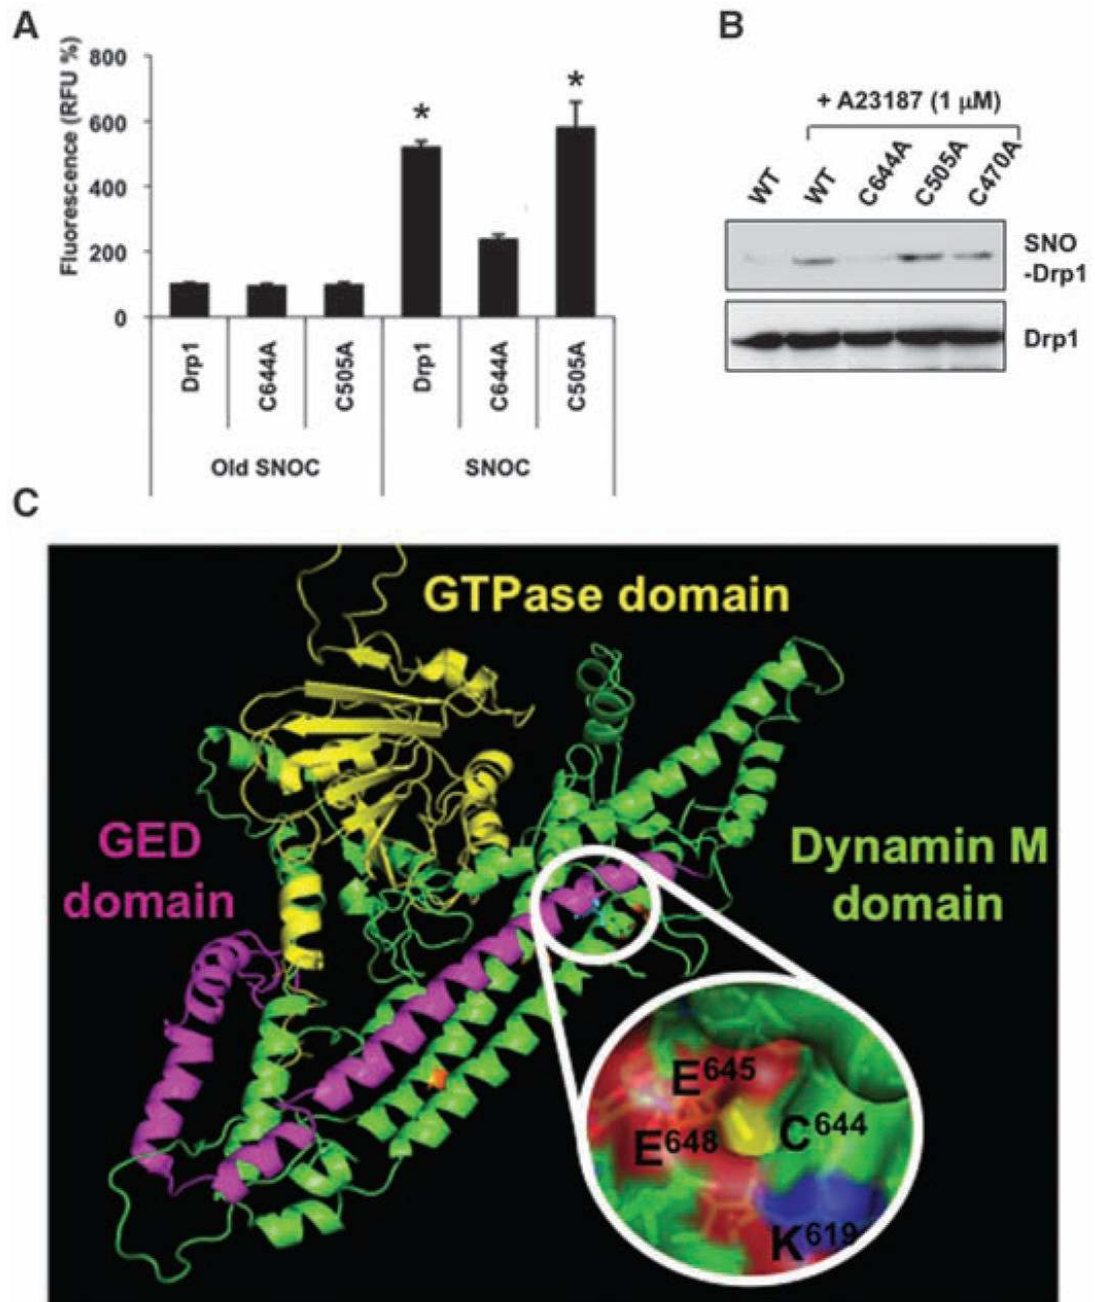 A
Fluorescence (RFU %)
800
600
400
200
0
*
*
Drp1
C644A
C505A
Drp1
C644A
C505A
Old SNOC
SNOC
B
+ A23187 (1 μM)
WT
WT
C644A
C505A
C470A
SNO
-Drp1
Drp1
C
GTPase domain
GED
domain
Dynamin M
domain
E645
E648
C644
K619